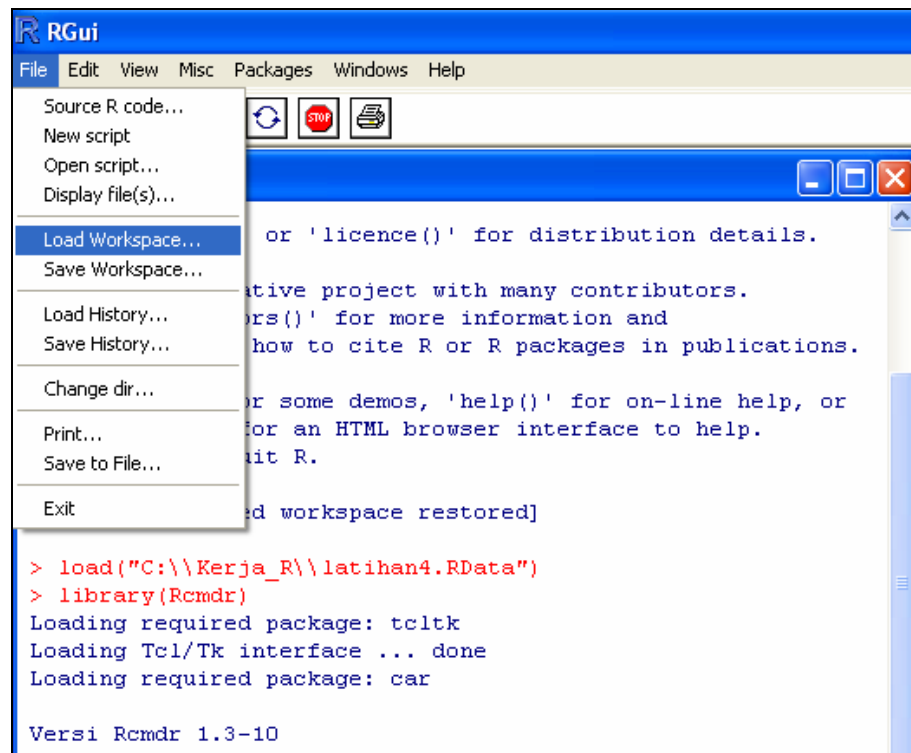 RGui
File Edit View Misc Packages Windows Help
STOP
Source R code...
New script
Open script...
Display file(s)...
Load Workspace...
Save Workspace...
Load History...
Save History...
Change dir...
Print...
Save to File...
Exit
or 'licence()' for distribution details.
ative project with many contributors.
ors()' for more information and
how to cite R or R packages in publications.
or some demos, 'help()' for on-line help, or
for an HTML browser interface to help.
uit R.
ed workspace restored]
> load("C:\\Kerja_R\\latihan4.RData")
> library(Rcmdr)
Loading required package: tcltk
Loading Tcl/Tk interface ... done
Loading required package: car
Versi Rcmdr 1.3-10